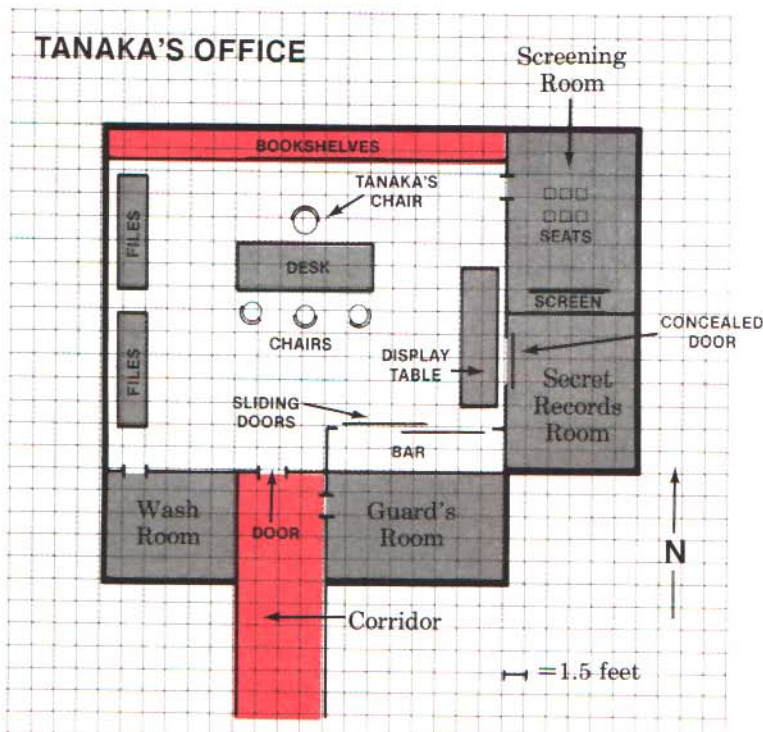 TANAKA'S OFFICE
Screening
Room
BOOKSHELVES
TANAKA'S
CHAIR
FILES
DESK
SEATS
SCREEN
CONCEALED
DOOR
FILES
CHAIRS
DISPLAY
TABLE
Secret
Records
Room
SLIDING
DOORS
BAR
Wash
Room
DOOR
Guard's
Room
N
Corridor
=1.5 feet